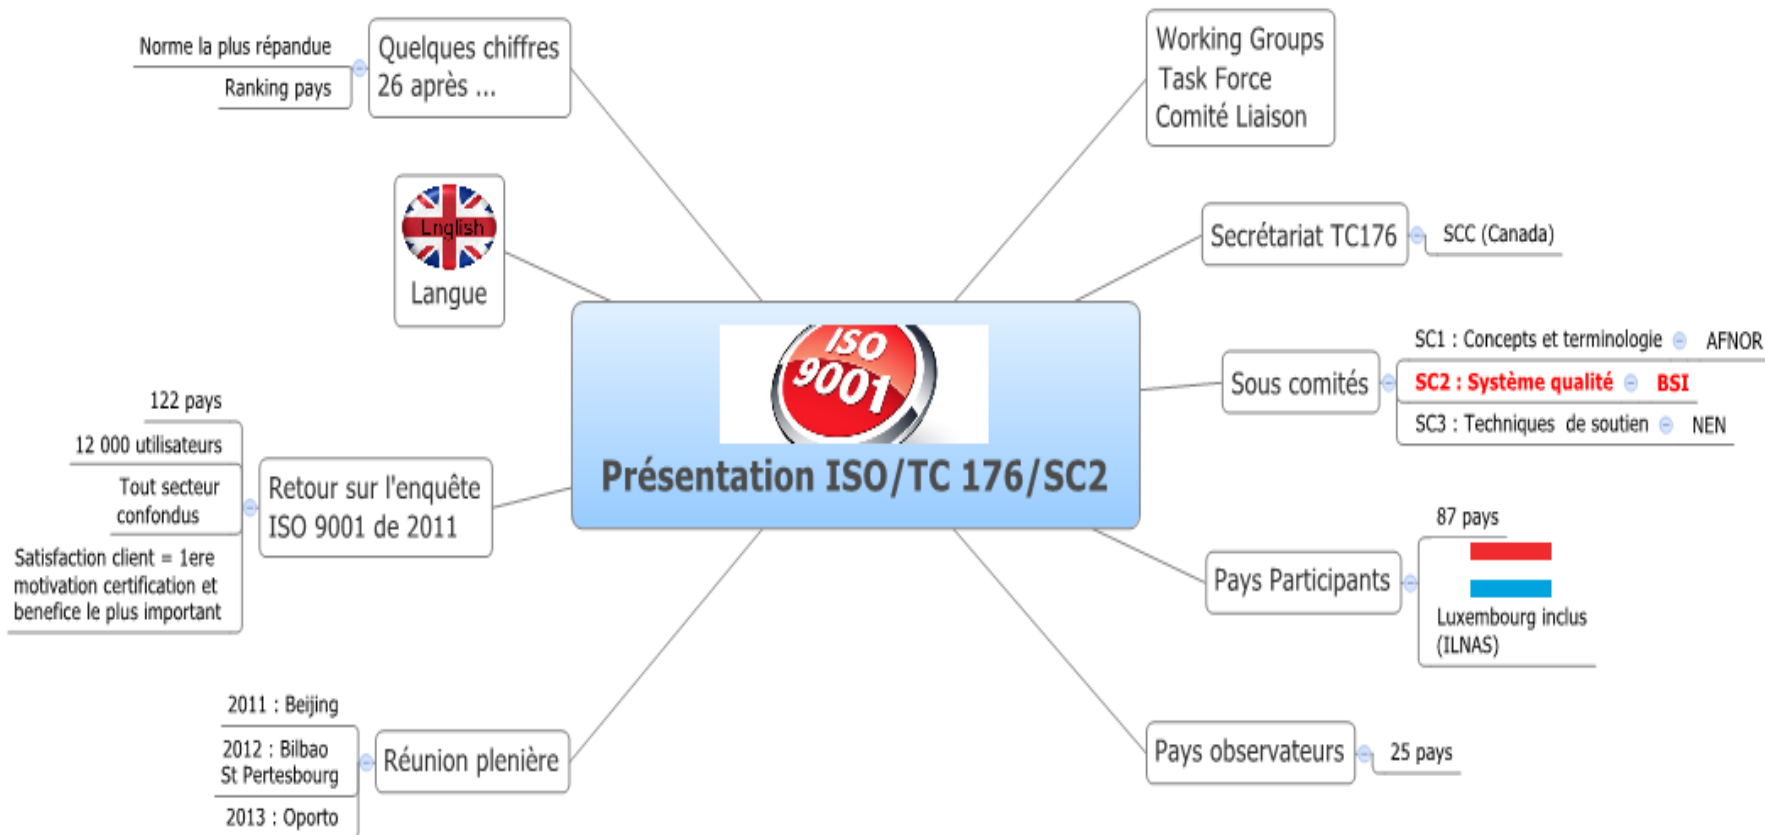 Quelques chiffres
26 après ...
Norme la plus répandue
Ranking pays
English
Langue
Retour sur l'enquête
ISO 9001 de 2011
122 pays
12 000 utilisateurs
Tout secteur
confondus
Satisfaction client = 1ere
motivation certification et
benefice le plus important
Réunion plenière
2011 : Beijing
2012 : Bilbao
St Pertesbourg
2013 : Oporto
ISO
9001
Présentation ISO/TC 176/SC2
Working Groups
Task Force
Comité Liaison
Secrétariat TC176
SCC (Canada)
Sous comités
SC1 : Concepts et terminologie AFNOR
SC2 : Système qualité BSI
SC3 : Techniques de soutien NEN
Pays Participants
87 pays
Luxembourg inclus
(ILNAS)
Pays observateurs
25 pays